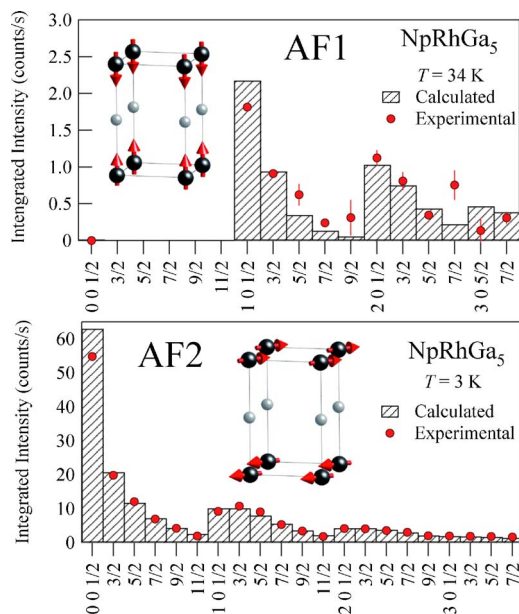 Intengrated Intensity (counts/s)
3.0
2.5
2.0
1.5
1.0
0.5
0
AF1
NpRhGa5
T = 34 K
Calculated
Experimental
0 0 1/2
3/2
5/2
7/2
9/2
11/2
1 0 1/2
3/2
5/2
7/2
9/2
2 0 1/2
3/2
5/2
7/2
3 0 5/2
7/2
Integrated Intensity (counts/s)
60
50
40
30
20
10
0
AF2
NpRhGa5
T = 3 K
Calculated
Experimental
0 0 1/2
3/2
5/2
7/2
9/2
11/2
1 0 1/2
3/2
5/2
7/2
9/2
11/2
2 0 1/2
3/2
5/2
7/2
9/2
3 0 1/2
3/2
5/2
7/2